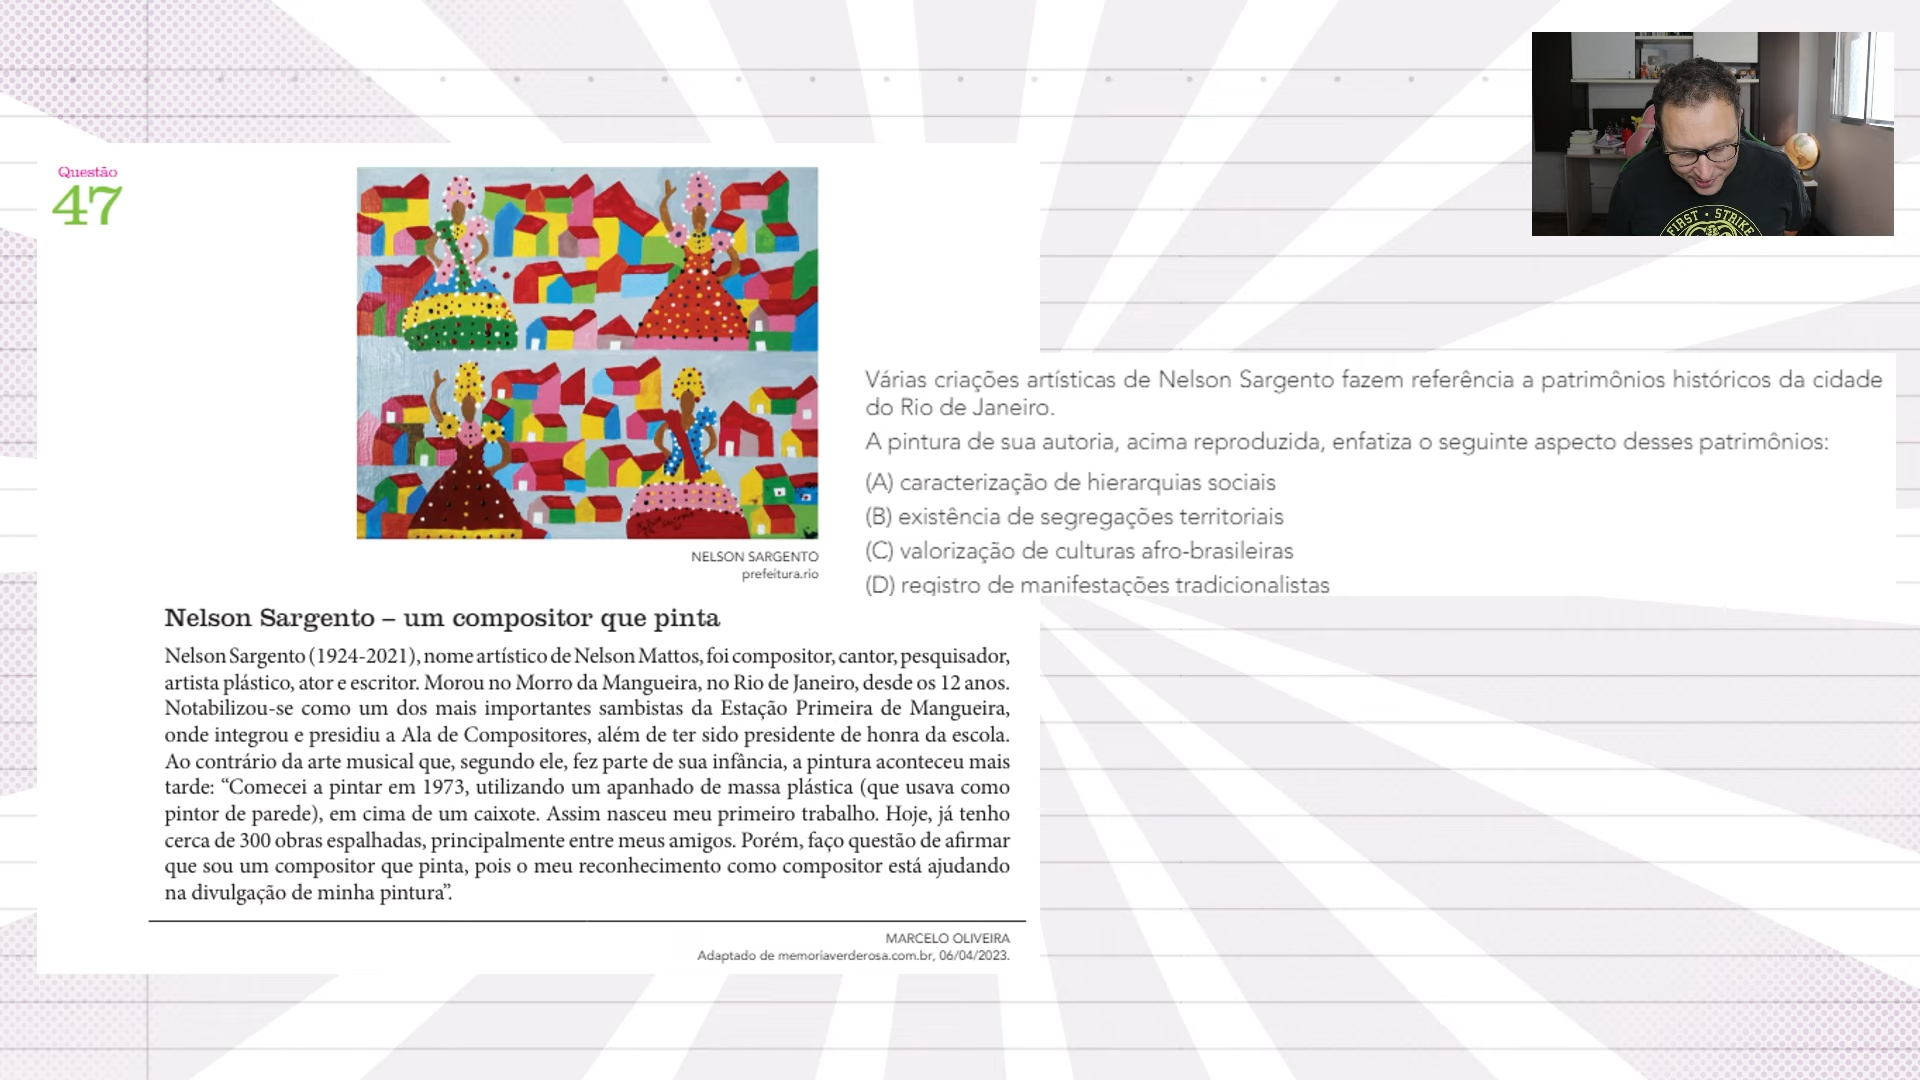 Questão
47
NELSON SARGENTO
prefeitura.rio
Nelson Sargento – um compositor que pinta
Nelson Sargento (1924-2021), nome artístico de Nelson Mattos, foi compositor, cantor, pesquisador,
artista plástico, ator e escritor. Morou no Morro da Mangueira, no Rio de Janeiro, desde os 12 anos.
Notabilizou-se como um dos mais importantes sambistas da Estação Primeira de Mangueira,
onde integrou e presidiu a Ala de Compositores, além de ter sido presidente de honra da escola.
Ao contrário da arte musical que, segundo ele, fez parte de sua infância, a pintura aconteceu mais
tarde: “Comecei a pintar em 1973, utilizando um apanhado de massa plástica (que usava como
pintor de parede), em cima de um caixote. Assim nasceu meu primeiro trabalho. Hoje, já tenho
cerca de 300 obras espalhadas, principalmente entre meus amigos. Porém, faço questão de afirmar
que sou um compositor que pinta, pois o meu reconhecimento como compositor está ajudando
na divulgação de minha pintura”.
MARCELO OLIVEIRA
Adaptado de memoriaverderosa.com.br, 06/04/2023.
Várias criações artísticas de Nelson Sargento fazem referência a patrimônios históricos da cidade
do Rio de Janeiro.
A pintura de sua autoria, acima reproduzida, enfatiza o seguinte aspecto desses patrimônios:
(A) caracterização de hierarquias sociais
(B) existência de segregações territoriais
(C) valorização de culturas afro-brasileiras
(D) registro de manifestações tradicionalistas
FIRST • STRIKE